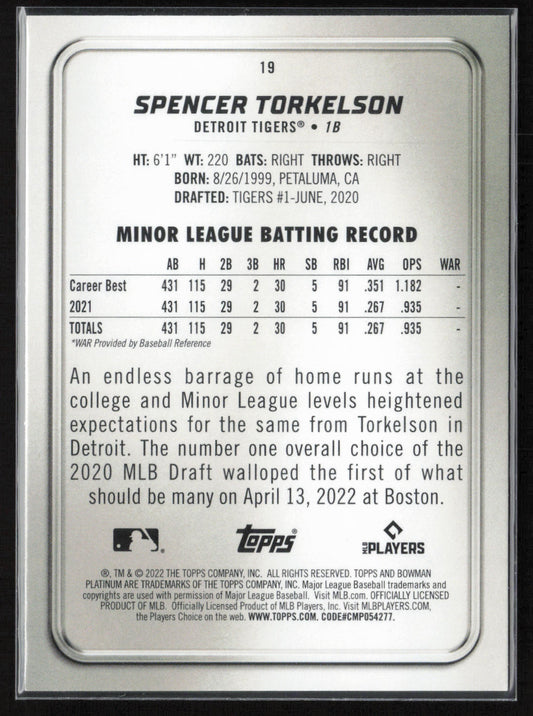 19
SPENCER TORKELSON
DETROIT TIGERS® • 1B
HT: 6'1" WT: 220 BATS: RIGHT THROWS: RIGHT
BORN: 8/26/1999, PETALUMA, CA
DRAFTED: TIGERS #1-JUNE, 2020
MINOR LEAGUE BATTING RECORD
AB H 2B 3B HR SB RBI AVG OPS WAR
Career Best 431 115 29 2 30 5 91 .351 1.182 -
2021 431 115 29 2 30 5 91 .267 .935 -
TOTALS 431 115 29 2 30 5 91 .267 .935 -
*WAR Provided by Baseball Reference
An endless barrage of home runs at the
college and Minor League levels heightened
expectations for the same from Torkelson in
Detroit. The number one overall choice of the
2020 MLB Draft walloped the first of what
should be many on April 13, 2022 at Boston.
TOPPS®
MLB PLAYERS
®, TM & © 2022 THE TOPPS COMPANY, INC. ALL RIGHTS RESERVED. TOPPS AND BOWMAN
PLATINUM ARE TRADEMARKS OF THE TOPPS COMPANY, INC. Major League Baseball trademarks and
copyrights are used with permission of Major League Baseball. Visit MLB.com. OFFICIALLY LICENSED
PRODUCT OF MLB. Officially Licensed Product of MLB Players, Inc. Visit MLBPLAYERS.COM,
the Players Choice on the web. WWW.TOPPS.COM. CODE#CMP054277.